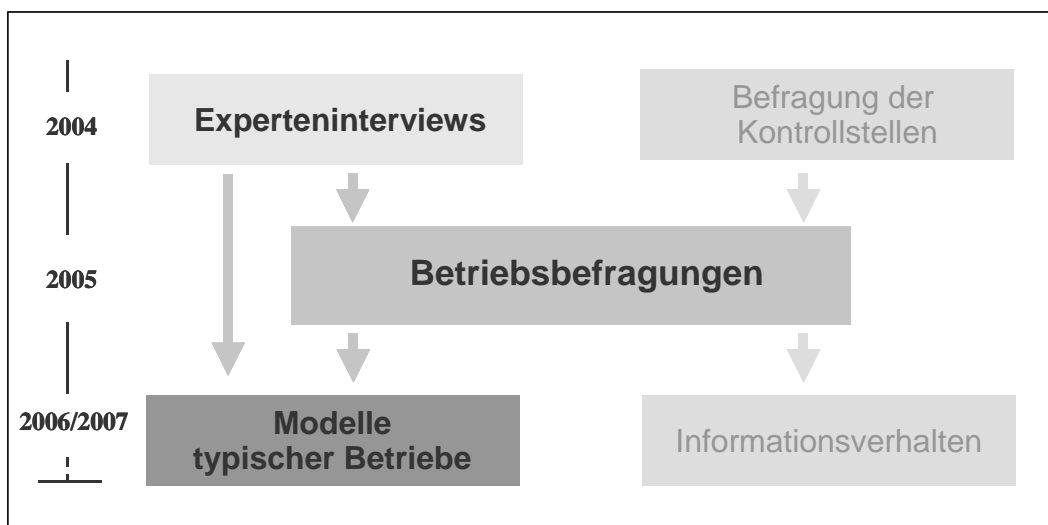 2004
Experteninterviews
Befragung der
Kontrollstellen
2005
Betriebsbefragungen
2006/2007
Modelle
typischer Betriebe
Informationsverhalten